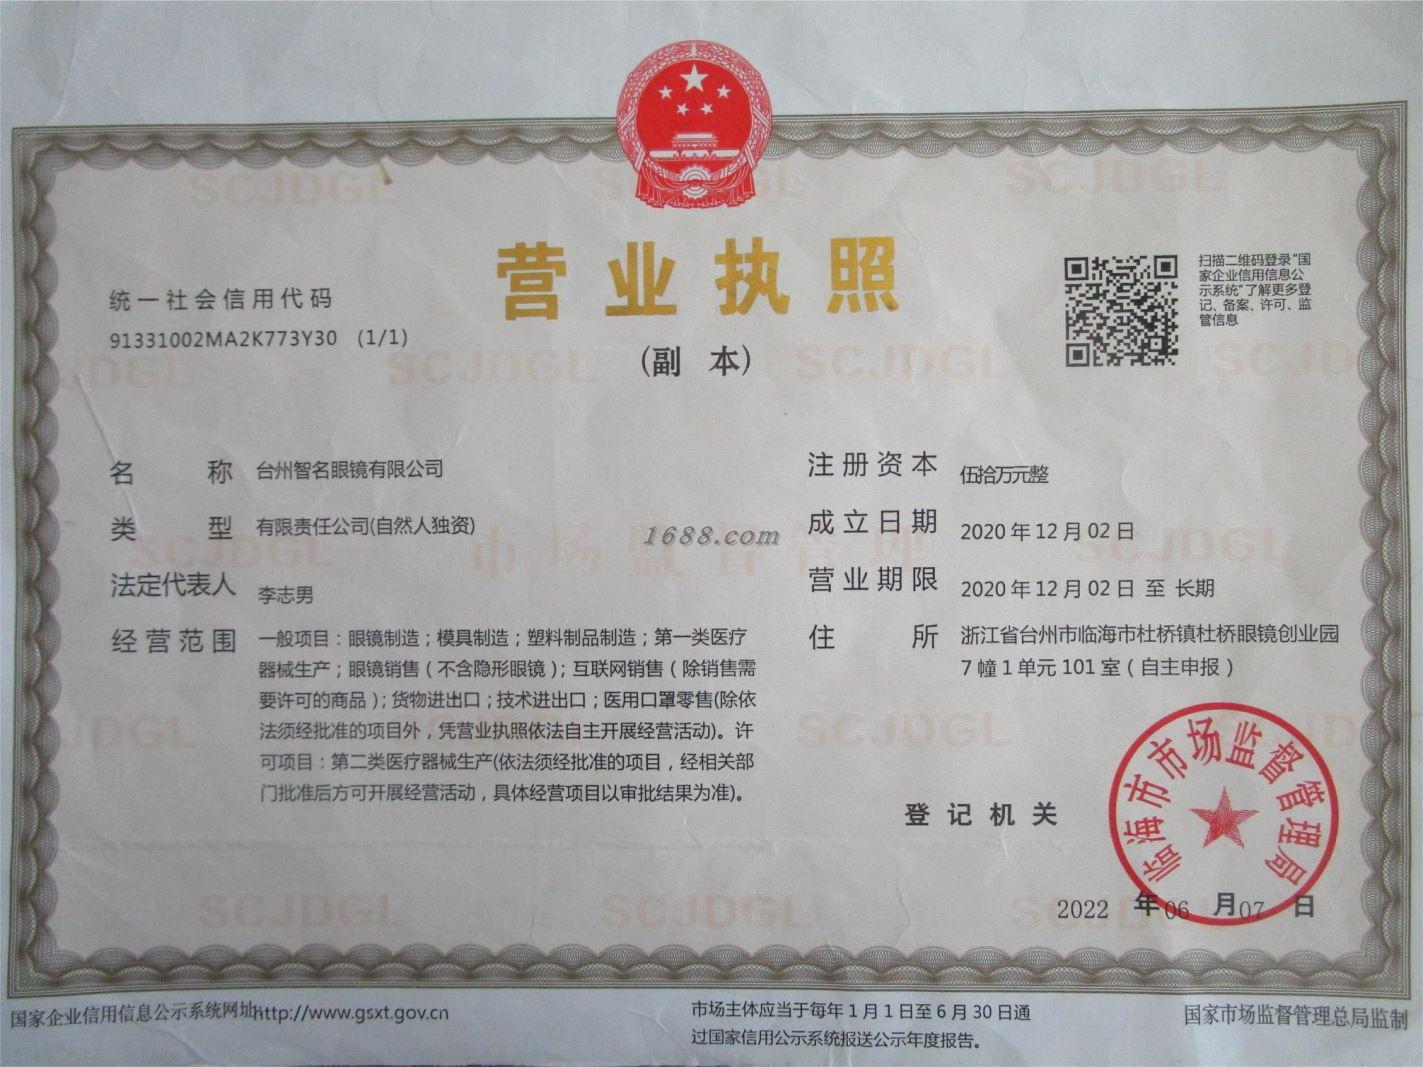 营业执照
(副 本)
统一社会信用代码
91331002MA2K773Y30 (1/1)
扫描二维码登录"国
家企业信用信息公
示系统"了解更多登
记、备案、许可、监
管信息
名称 台州智名眼镜有限公司
类型 有限责任公司(自然人独资)
法定代表人 李志男
经营范围 一般项目：眼镜制造；模具制造；塑料制品制造；第一类医疗
器械生产；眼镜销售（不含隐形眼镜）；互联网销售（除销售需
要许可的商品）；货物进出口；技术进出口；医用口罩零售(除依
法须经批准的项目外，凭营业执照依法自主开展经营活动)。许
可项目：第二类医疗器械生产(依法须经批准的项目，经相关部
门批准后方可开展经营活动，具体经营项目以审批结果为准)。
注册资本 伍拾万元整
成立日期 2020年12月02日
营业期限 2020年12月02日 至 长期
住所 浙江省台州市临海市杜桥镇杜桥眼镜创业园
7幢1单元101室（自主申报）
1688.com
市场监督管理
SCJDGL
登记机关
临海市市场监督管理局
2022 年06 月07 日
国家企业信用信息公示系统网址:http://www.gsxt.gov.cn
市场主体应当于每年1月1日至6月30日通
过国家信用公示系统报送公示年度报告。
国家市场监督管理总局监制